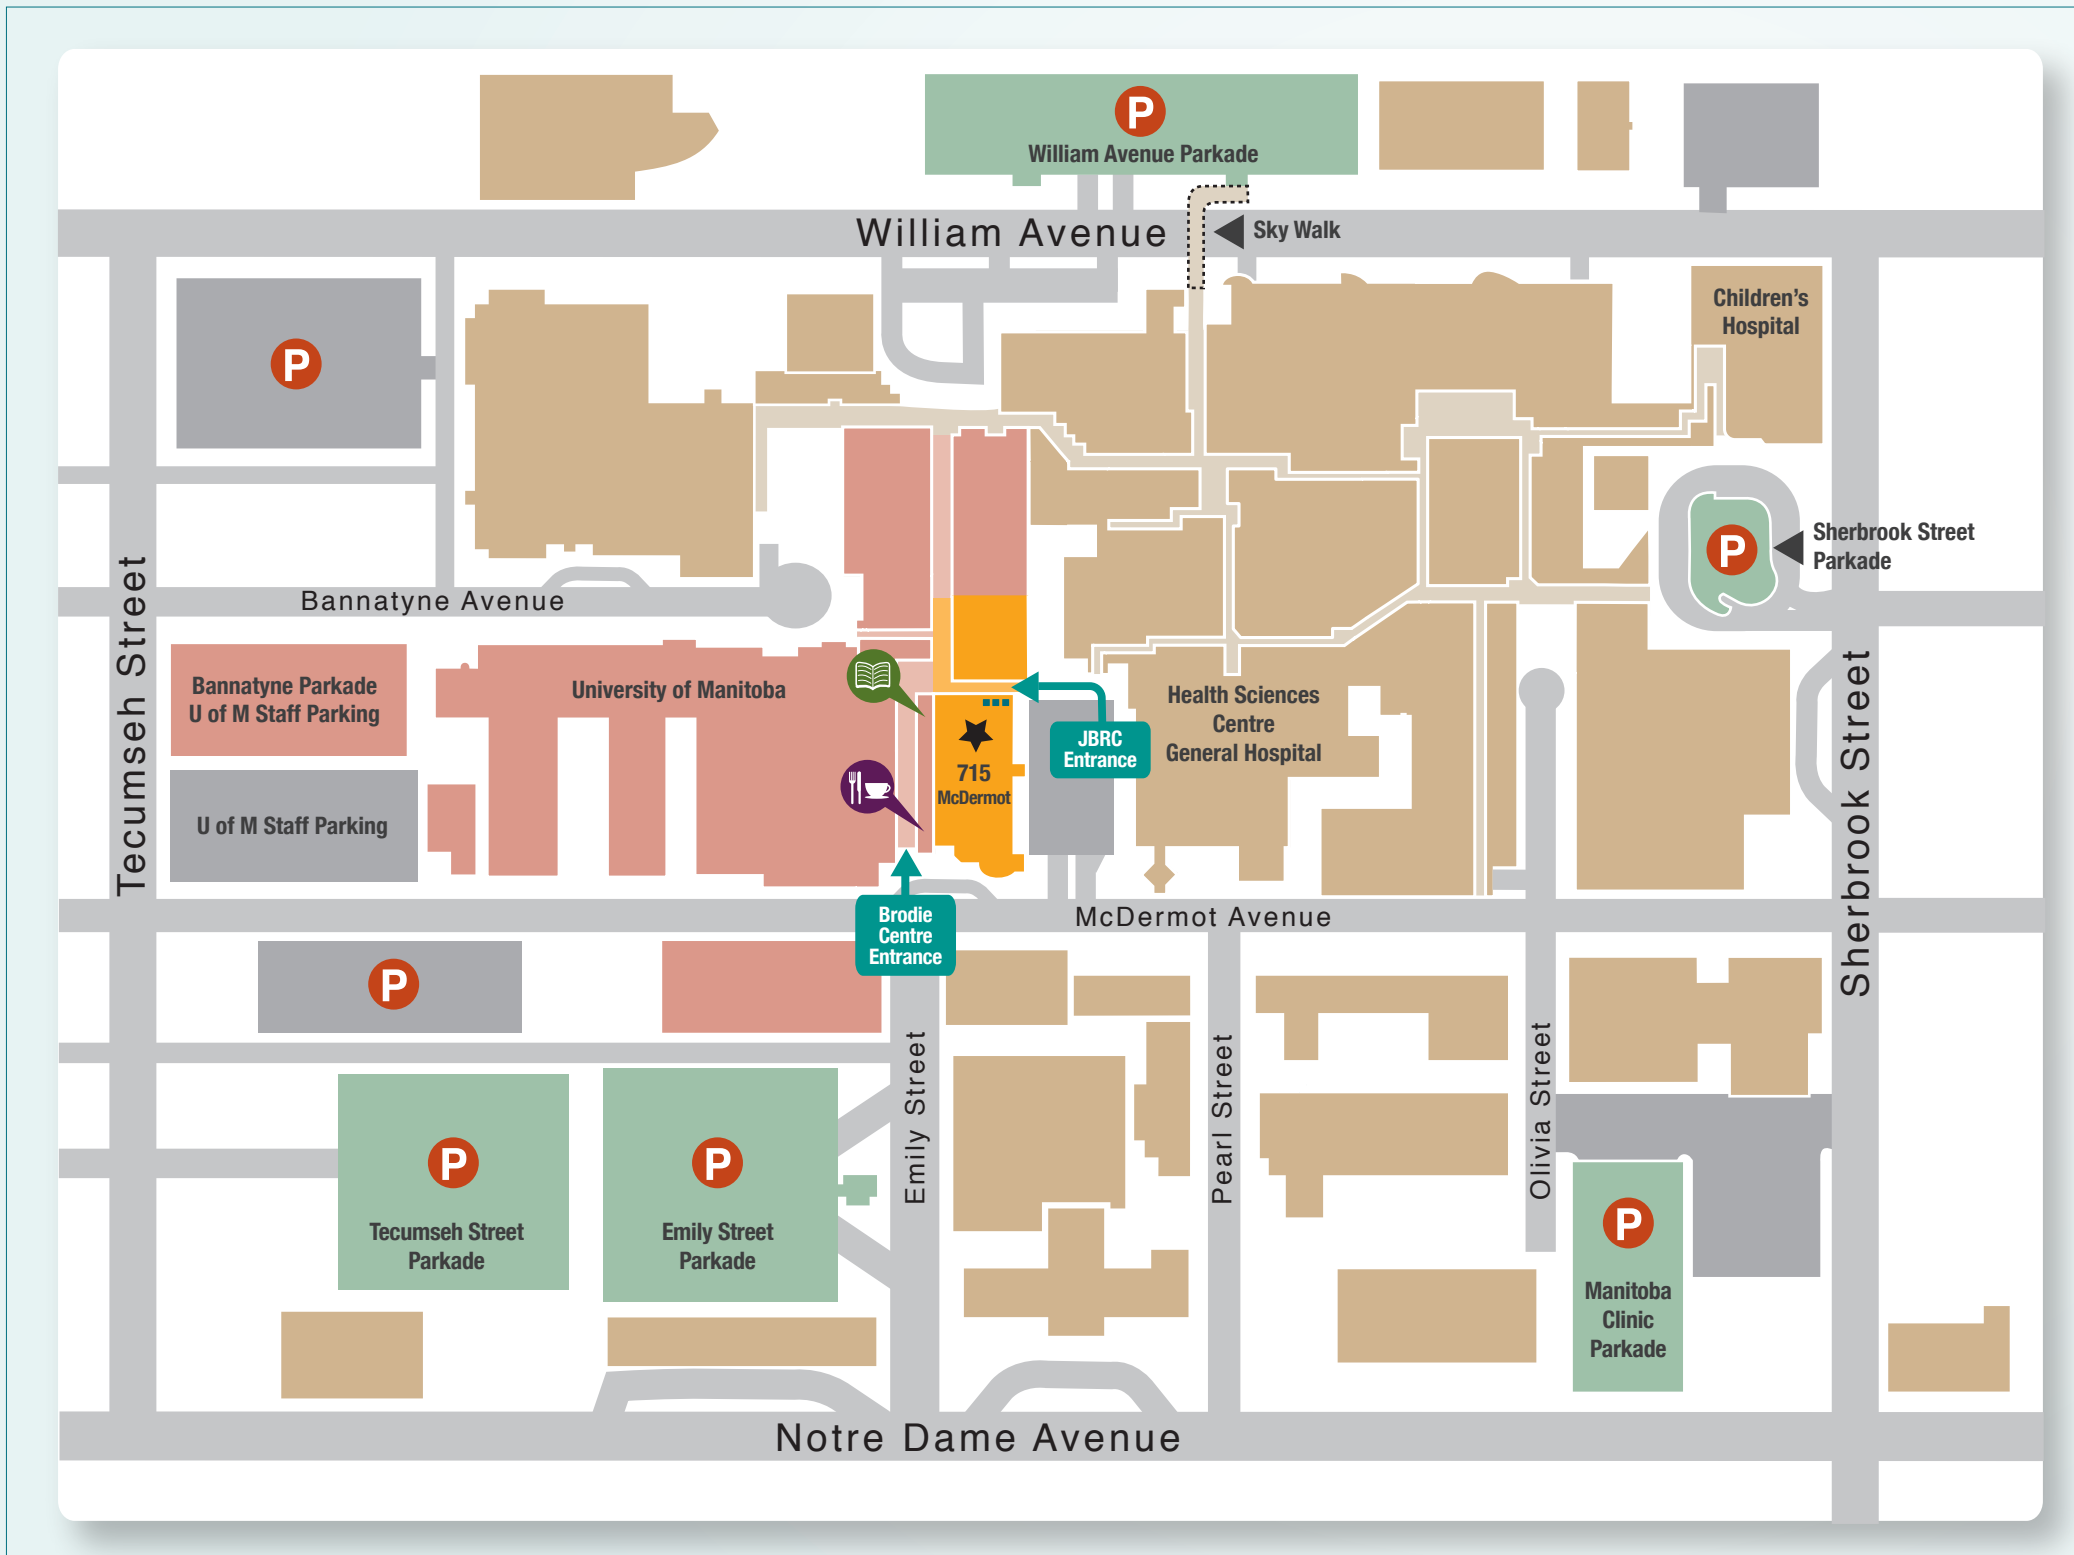 P
William Avenue Parkade
William Avenue
Sky Walk
Children's
Hospital
P
Sherbrook Street
Parkade
P
Bannatyne Avenue
Tecumseh Street
Bannatyne Parkade
U of M Staff Parking
University of Manitoba
U of M Staff Parking
715
McDermot
JBRC
Entrance
Health Sciences
Centre
General Hospital
Sherbrook Street
Brodie
Centre
Entrance
McDermot Avenue
P
Emily Street
Pearl Street
Olivia Street
P
Tecumseh Street
Parkade
P
Emily Street
Parkade
P
Manitoba
Clinic
Parkade
Notre Dame Avenue